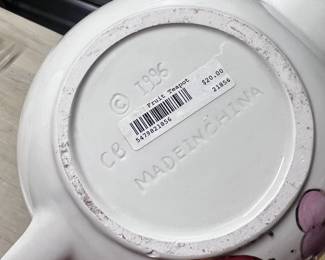 © 1996
Fruit Teapot
$20.00
5479821856
21856
CB
MADE IN CHINA